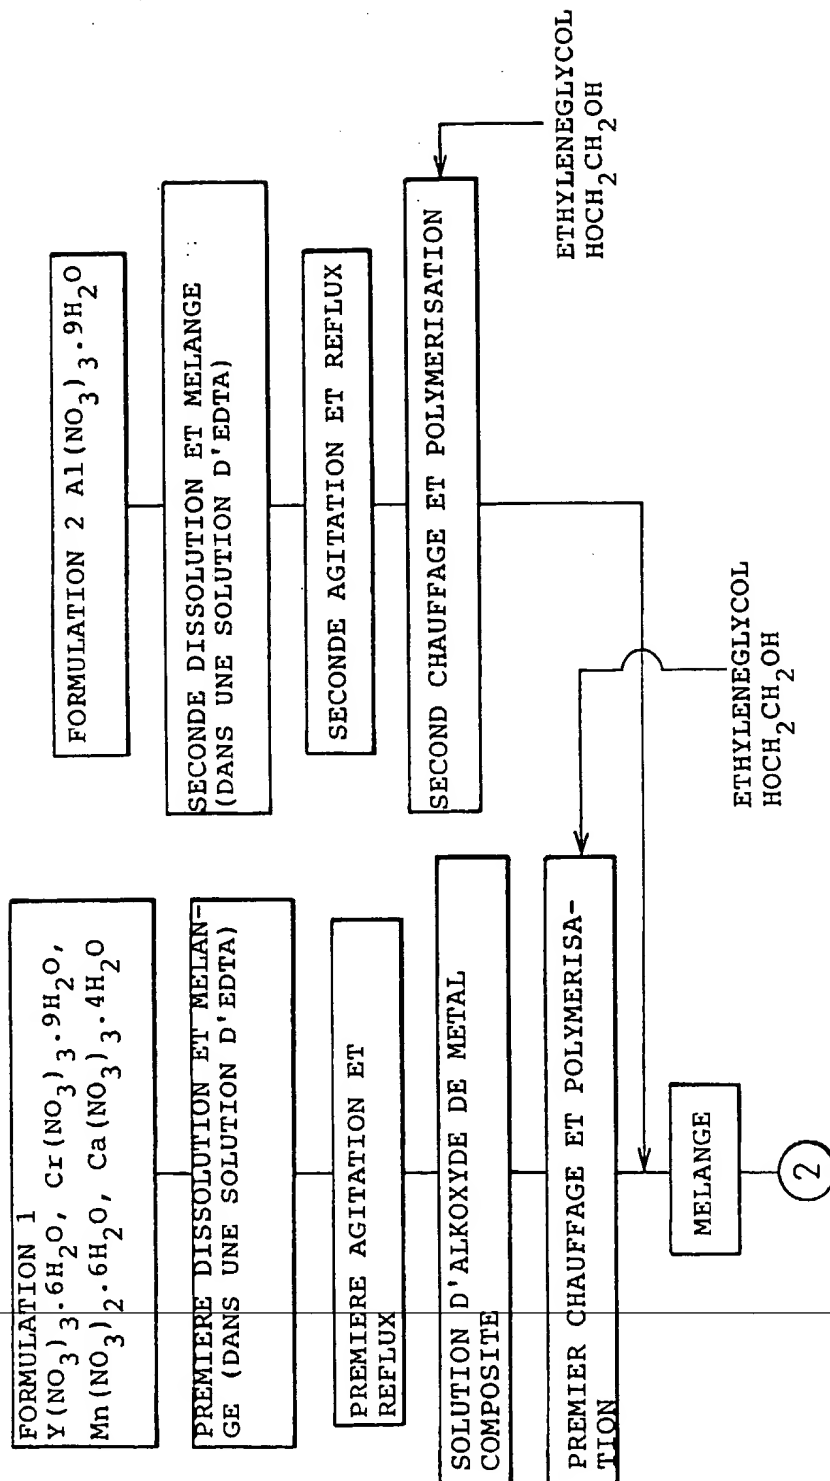 FORMULATION 1
Y(NO₃)₃.6H₂O, Cr(NO₃)₃.9H₂O,
Mn(NO₃)₂.6H₂O, Ca(NO₃)₃.4H₂O
PREMIERE DISSOLUTION ET MELAN-
GE (DANS UNE SOLUTION D'EDTA)
PREMIERE AGITATION ET
REFLUX
SOLUTION D'ALKOXYDE DE METAL
COMPOSITE
PREMIER CHAUFFAGE ET POLYMERISA-
TION
ETHYLENEGLYCOL
HOCH₂CH₂OH
MELANGE
2
FORMULATION 2 Al(NO₃)₃.9H₂O
SECONDE DISSOLUTION ET MELANGE
(DANS UNE SOLUTION D'EDTA)
SECONDE AGITATION ET REFLUX
SECOND CHAUFFAGE ET POLYMERISATION
ETHYLENEGLYCOL
HOCH₂CH₂OH